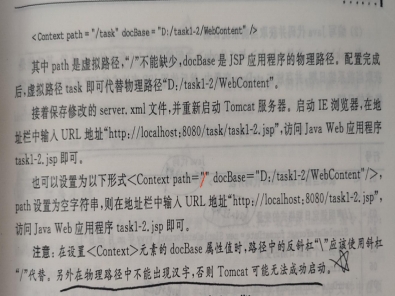 <Context path = "/task" docBase = "D:/task1-2/WebContent" />
其中 path 是虚拟路径,“/”不能缺少,docBase 是 JSP 应用程序的物理路径。配置完成
后,虚拟路径 task 即可代替物理路径“D:/task1-2/WebContent”。
接着保存修改的 server. xml 文件,并重新启动 Tomcat 服务器。启动 IE 浏览器,在地
址栏中输入 URL 地址“http://localhost:8080/task/task1-2.jsp”,访问 Java Web 应用程序
task1-2. jsp 即可。
也可以设置为以下形式<Context path="/" docBase="D:/task1-2/WebContent"/>,
path 设置为空字符串,则在地址栏中输入 URL 地址“http://localhost:8080/task1-2.jsp”,
访问 Java Web 应用程序 task1-2. jsp 即可。
注意:在设置<Context>元素的 docBase 属性值时,路径中的反斜杠“\”应该使用斜杠
“/”代替。另外在物理路径中不能出现汉字,否则 Tomcat 可能无法成功启动。